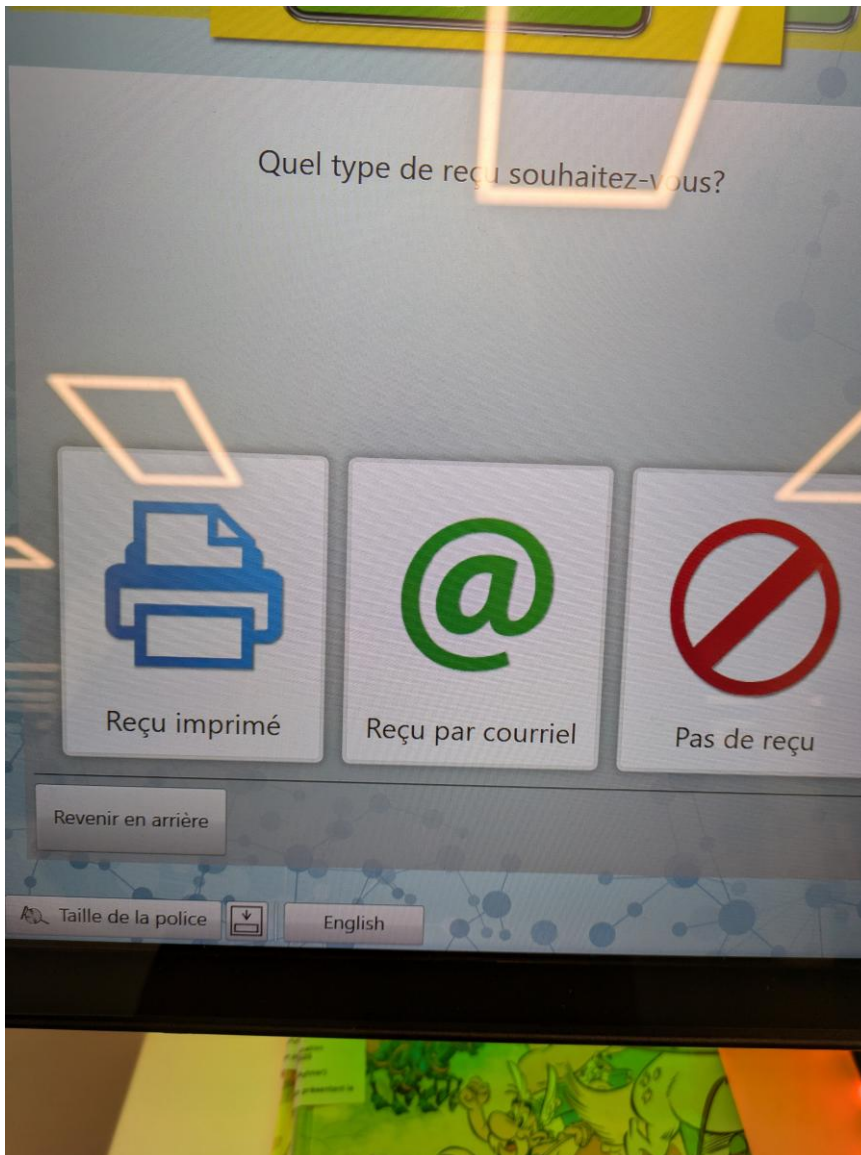 Quel type de reçu souhaitez-vous?
Reçu imprimé
Reçu par courriel
Pas de reçu
Revenir en arrière
Taille de la police
English